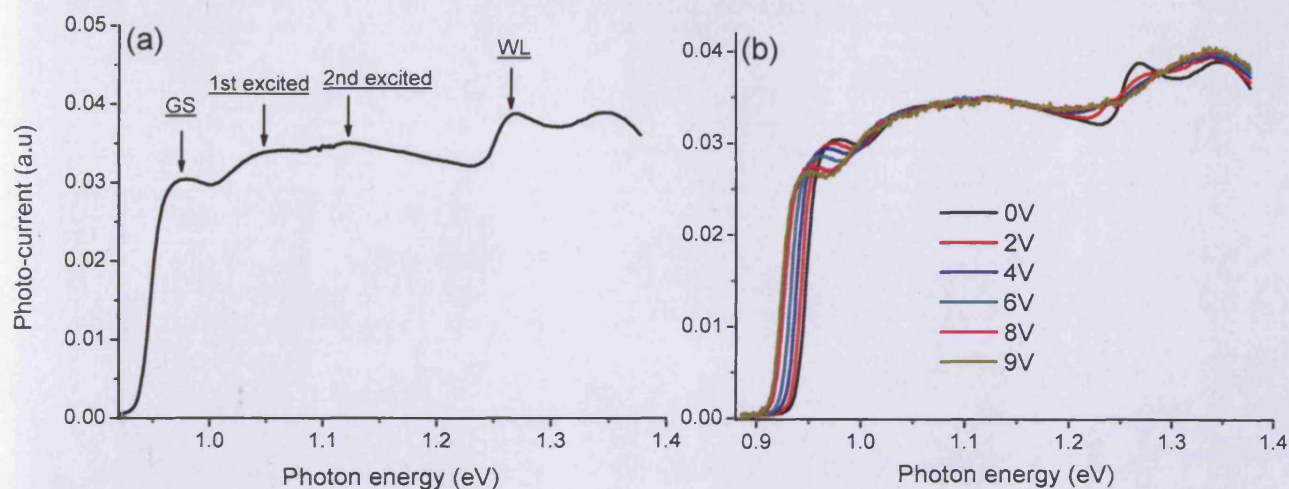 (a)
GS
1st excited
2nd excited
WL
Photo-current (a.u)
0.05
0.04
0.03
0.02
0.01
0.00
1.0
1.1
1.2
1.3
1.4
Photon energy (eV)
(b)
0.04
0.03
0.02
0.01
0.00
0V
2V
4V
6V
8V
9V
0.9
1.0
1.1
1.2
1.3
1.4
Photon energy (eV)